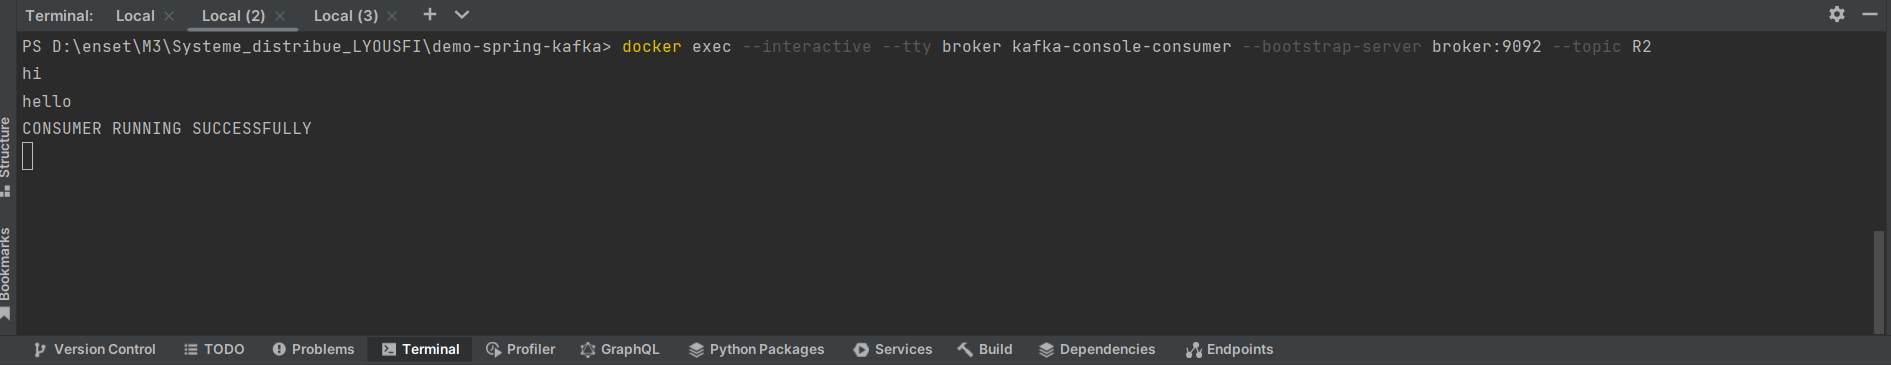 Terminal: Local Local (2) Local (3)
PS D:\enset\M3\Systeme_distribue_LYOUSFI\demo-spring-kafka> docker exec --interactive --tty broker kafka-console-consumer --bootstrap-server broker:9092 --topic R2
hi
hello
CONSUMER RUNNING SUCCESSFULLY
Structure
Bookmarks
Version Control TODO Problems Terminal Profiler GraphQL Python Packages Services Build Dependencies Endpoints